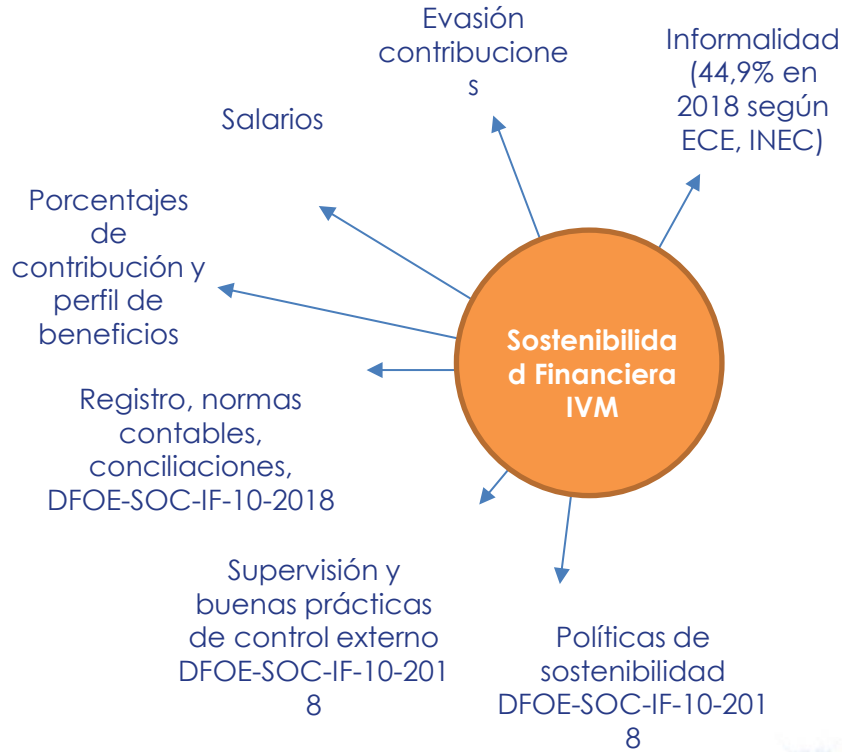 Evasión
contribucione
s
Informalidad
(44,9% en
2018 según
ECE, INEC)
Salarios
Porcentajes
de
contribución y
perfil de
beneficios
Sostenibilida
d Financiera
IVM
Registro, normas
contables,
conciliaciones,
DFOE-SOC-IF-10-2018
Supervisión y
buenas prácticas
de control externo
DFOE-SOC-IF-10-201
8
Políticas de
sostenibilidad
DFOE-SOC-IF-10-201
8